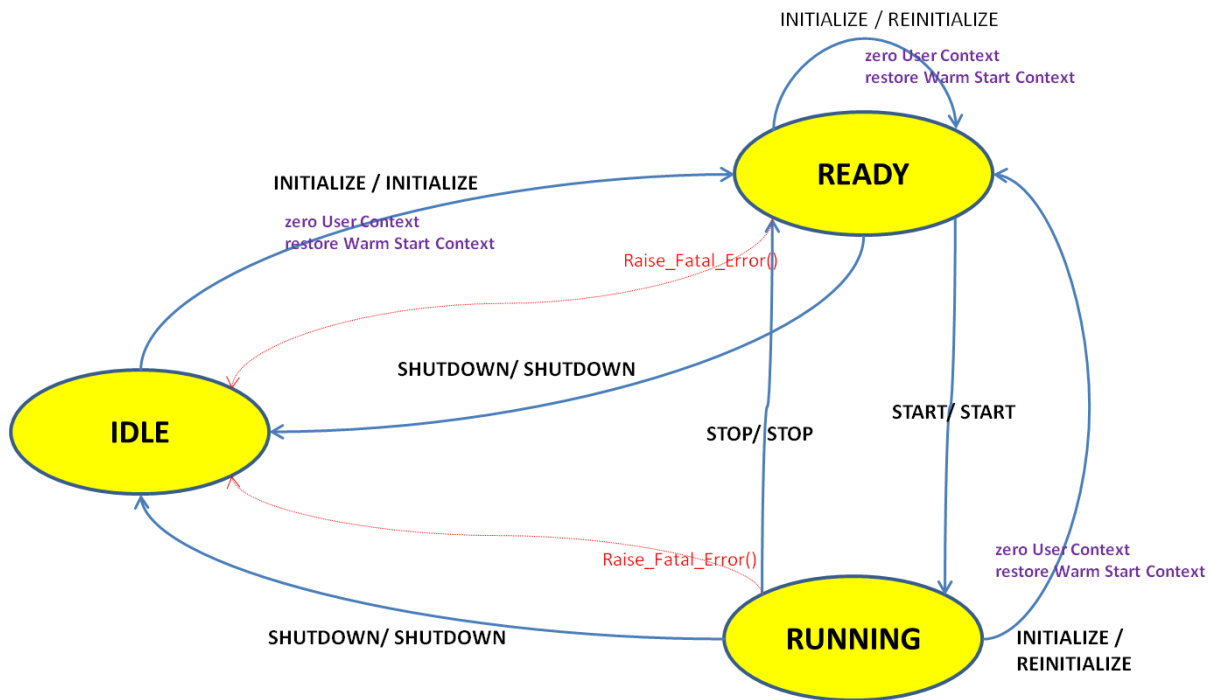 INITIALIZE / REINITIALIZE
zero User Context
restore Warm Start Context
READY
INITIALIZE / INITIALIZE
zero User Context
restore Warm Start Context
Raise_Fatal_Error()
SHUTDOWN/ SHUTDOWN
IDLE
STOP/ STOP
START/ START
Raise_Fatal_Error()
zero User Context
restore Warm Start Context
SHUTDOWN/ SHUTDOWN
RUNNING
INITIALIZE /
REINITIALIZE